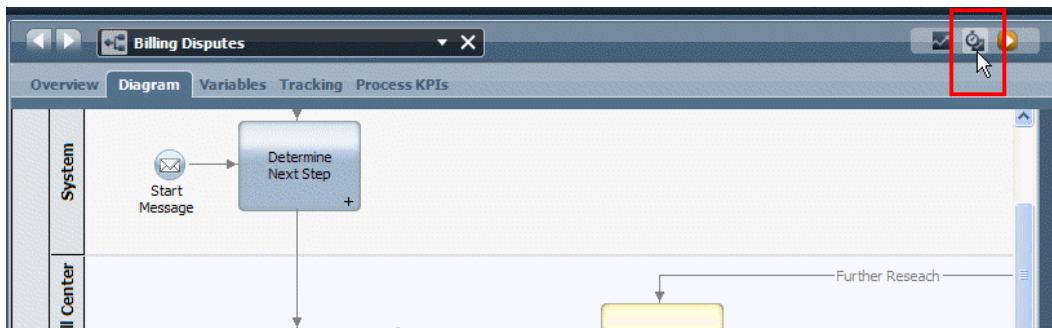 Billing Disputes
Overview Diagram Variables Tracking Process KPIs
System
Start
Message
Determine
Next Step
+
ll Center
Further Reseach